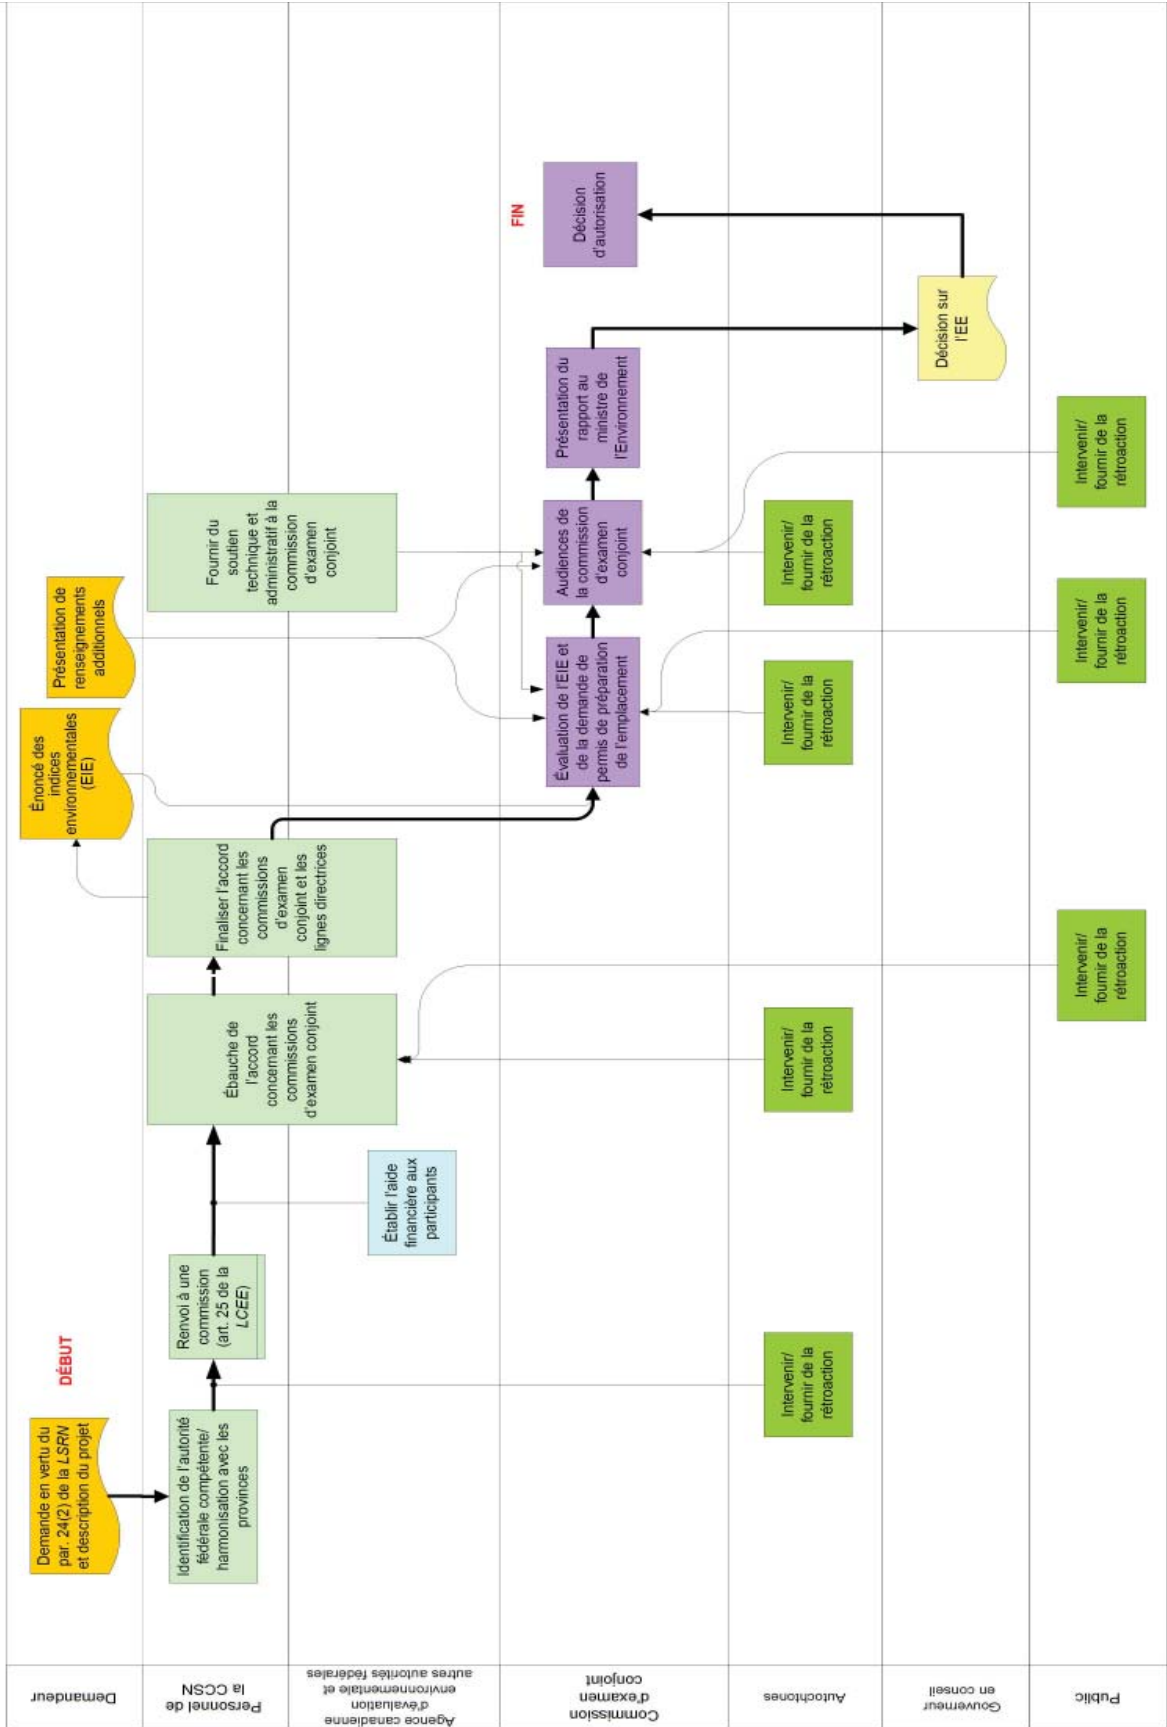 Demandeur
Personnel de
la CCSN
Agence canadienne
d'évaluation
environnementale et
autres autorités fédérales
Commission
d'examen
conjoint
Autochtones
Gouverneur
en conseil
Public
DÉBUT
Demande en vertu du
par. 24(2) de la LSRN
et description du projet
Identification de l'autorité
fédérale compétente/
harmonisation avec les
provinces
Renvoi à une
commission
(art. 25 de la
LCEE)
Établir l'aide
financière aux
participants
Ébauche de
l'accord
concernant les
commissions
d'examen conjoint
Finaliser l'accord
concernant les
commissions
d'examen
conjoint et les
lignes directrices
Énoncé des
indices
environnementales
(EIE)
Présentation de
renseignements
additionnels
Fournir du
soutien
technique et
administratif à la
commission
d'examen
conjoint
Évaluation de l'EIE et
de la demande de
permis de préparation
de l'emplacement
Audiences de
la commission
d'examen
conjoint
Présentation du
rapport au
ministre de
l'Environnement
FIN
Décision
d'autorisation
Décision sur
l'EE
Intervenir/
fournir de la
rétroaction
Intervenir/
fournir de la
rétroaction
Intervenir/
fournir de la
rétroaction
Intervenir/
fournir de la
rétroaction
Intervenir/
fournir de la
rétroaction
Intervenir/
fournir de la
rétroaction
Intervenir/
fournir de la
rétroaction